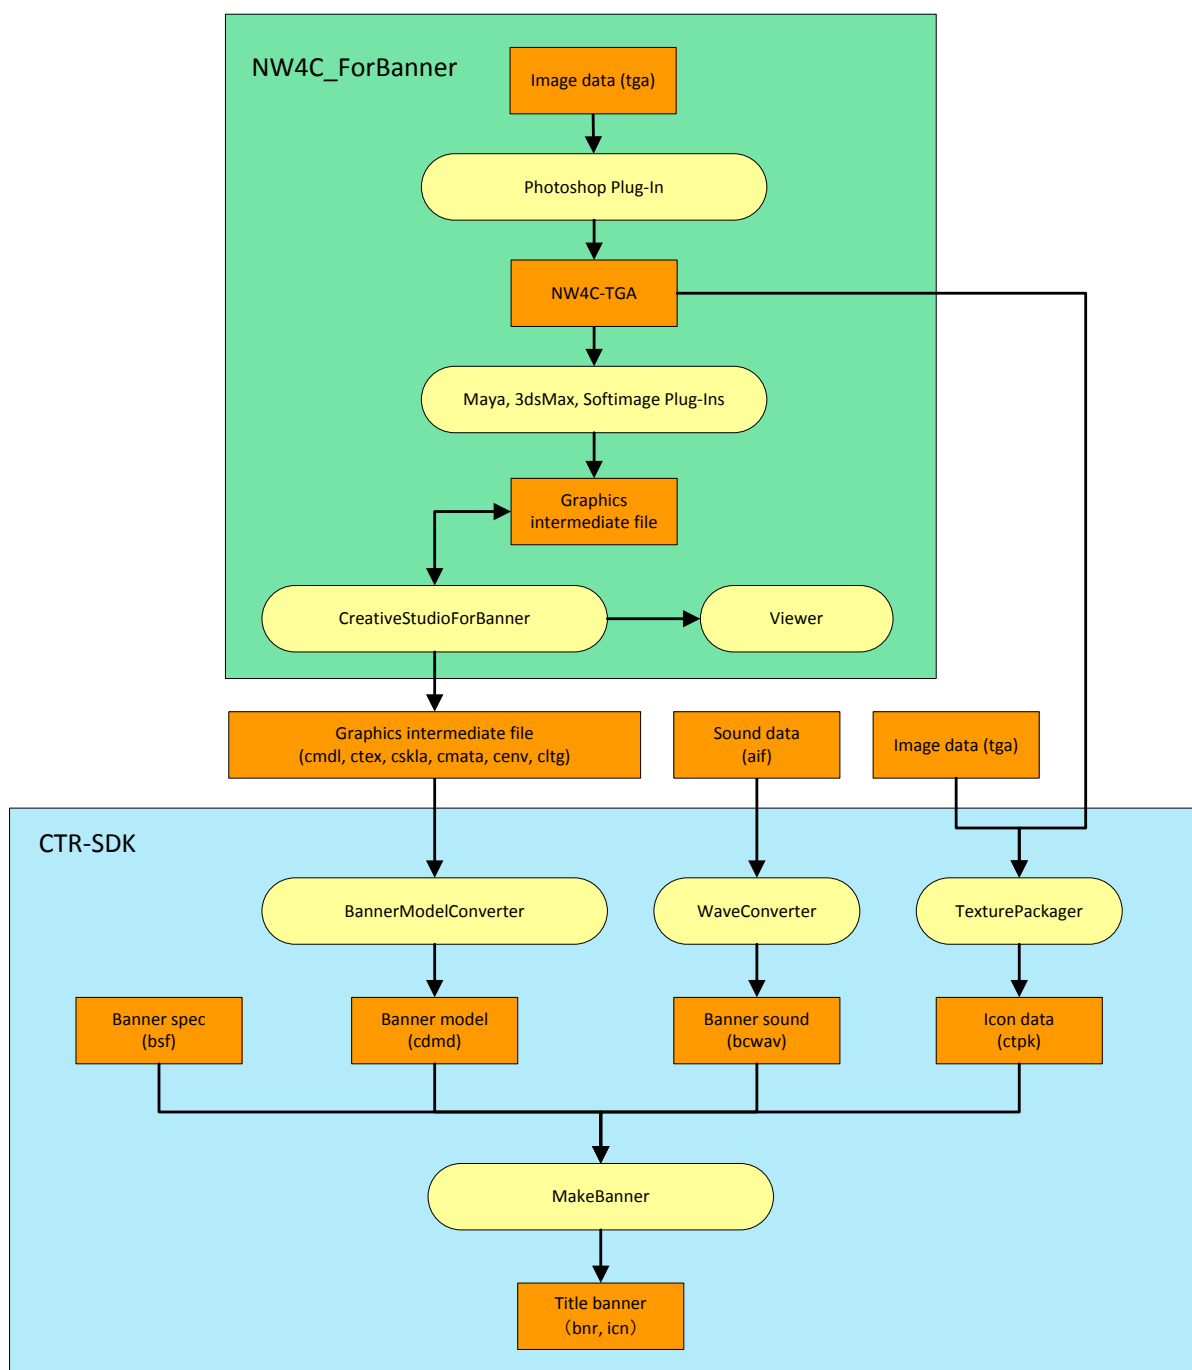 NW4C_ForBanner
Image data (tga)
Photoshop Plug-In
NW4C-TGA
Maya, 3dsMax, Softimage Plug-Ins
Graphics
intermediate file
CreativeStudioForBanner
Viewer
Graphics intermediate file
(cmdl, ctex, cskla, cmata, cenv, cltg)
Sound data
(aif)
Image data (tga)
CTR-SDK
BannerModelConverter
WaveConverter
TexturePackager
Banner spec
(bsf)
Banner model
(cdmd)
Banner sound
(bcwav)
Icon data
(ctpk)
MakeBanner
Title banner
（bnr, icn）